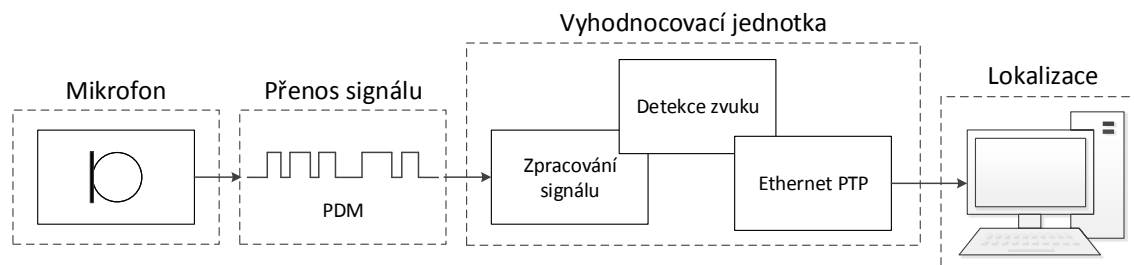 Vyhodnocovací jednotka
Mikrofon
Přenos signálu
Lokalizace
Detekce zvuku
Zpracování
signálu
Ethernet PTP
PDM